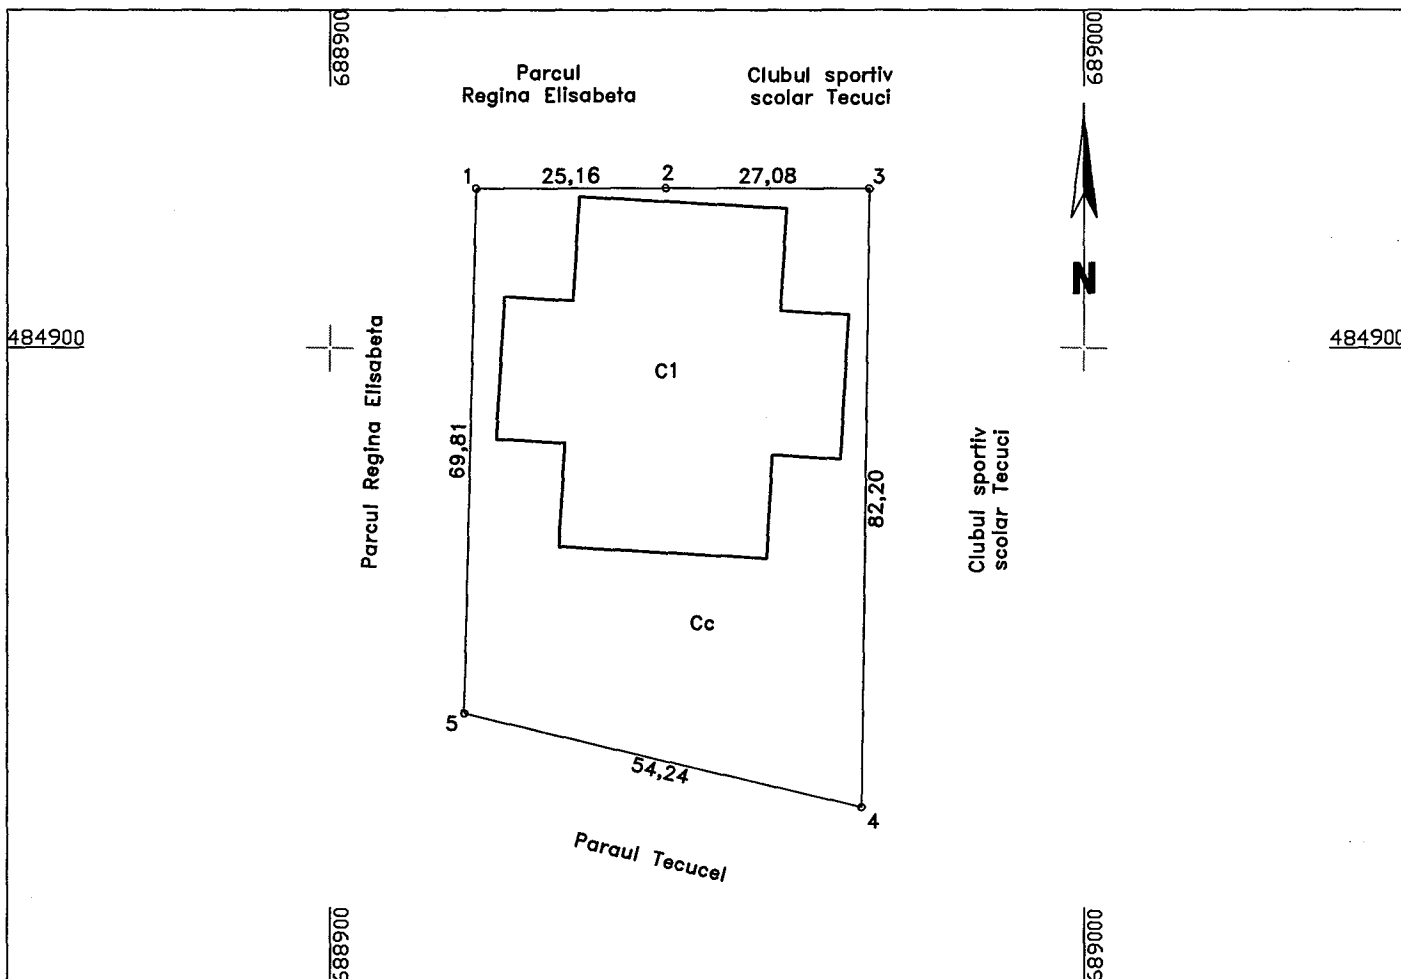 688900
689000
Parcul
Regina Elisabeta
Clubul sportiv
scolar Tecuci
1
25,16
2
27,08
3
N
484900
484900
Parcul Regina Elisabeta
C1
69,81
82,20
Clubul sportiv
scolar Tecuci
Cc
5
54,24
4
Paraul Tecucel
688900
689000